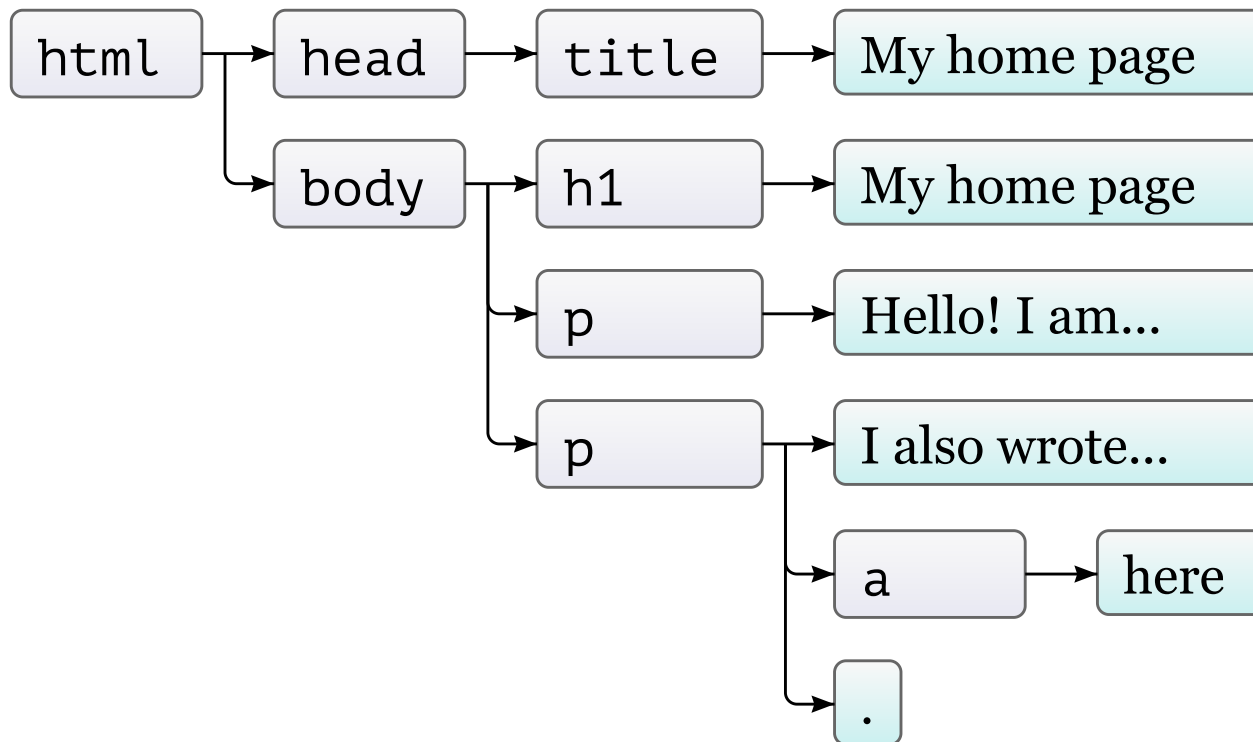 html head title My home page
body h1 My home page
p Hello! I am...
p I also wrote...
a here
.